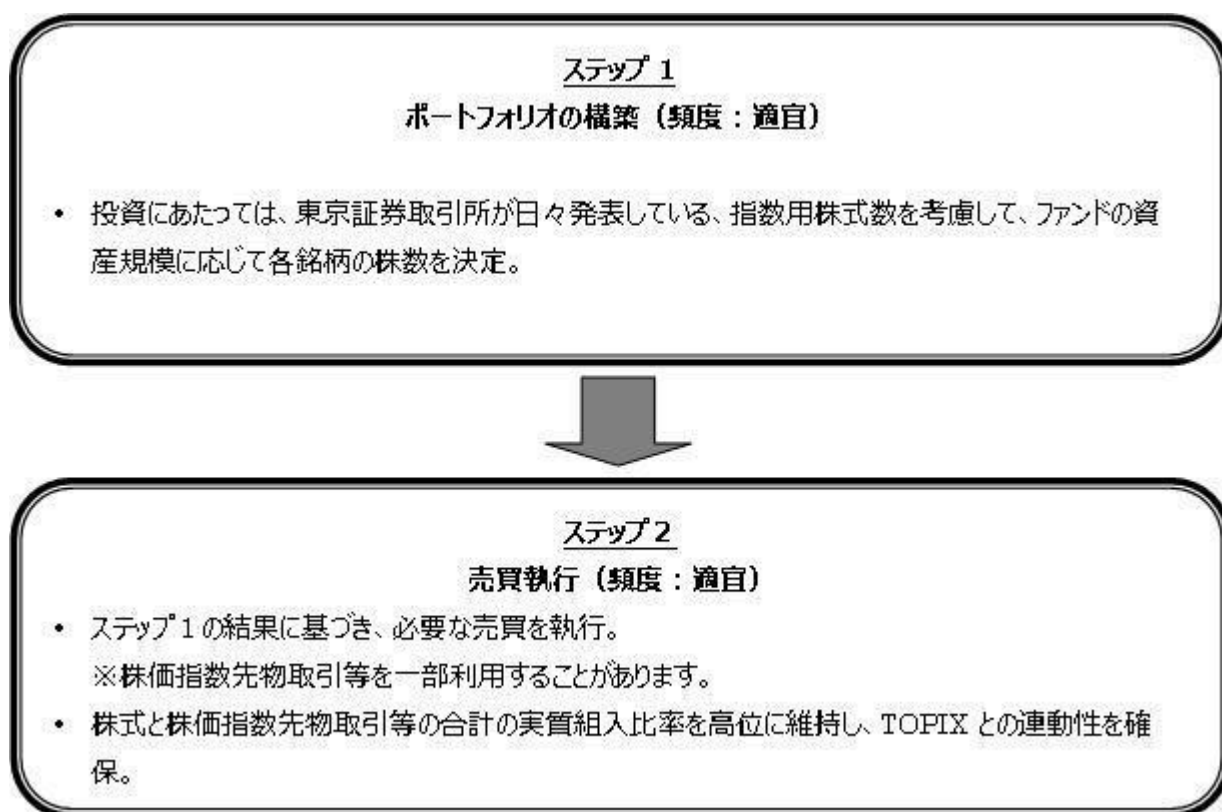 ステップ 1
ポートフォリオの構築（頻度：適宜）
• 投資にあたっては、東京証券取引所が日々発表している、指数用株式数を考慮して、ファンドの資
産規模に応じて各銘柄の株数を決定。
ステップ 2
売買執行（頻度：適宜）
• ステップ 1 の結果に基づき、必要な売買を執行。
※株価指数先物取引等を一部利用することがあります。
• 株式と株価指数先物取引等の合計の実質組入比率を高位に維持し、TOPIX との連動性を確
保。